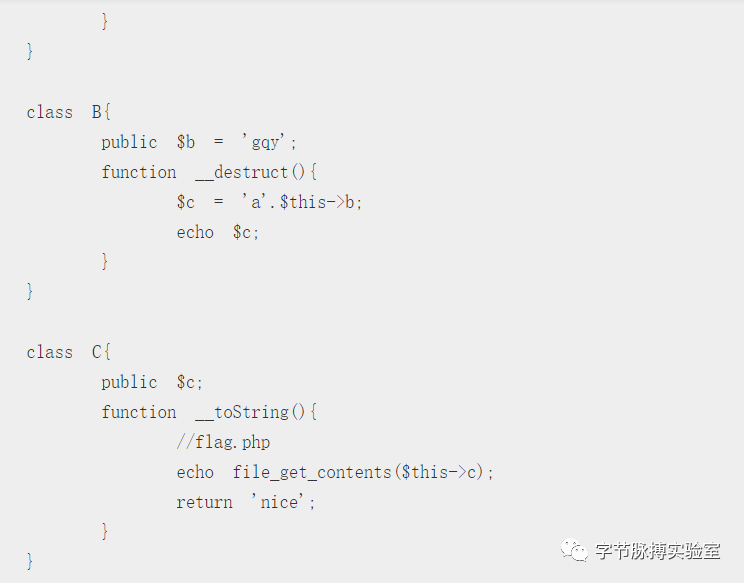 }
}
class B{
public $b = 'gqy';
function __destruct(){
$c = 'a'.$this->b;
echo $c;
}
}
class C{
public $c;
function __toString(){
//flag.php
echo file_get_contents($this->c);
return 'nice';
}
}
字节脉搏实验室